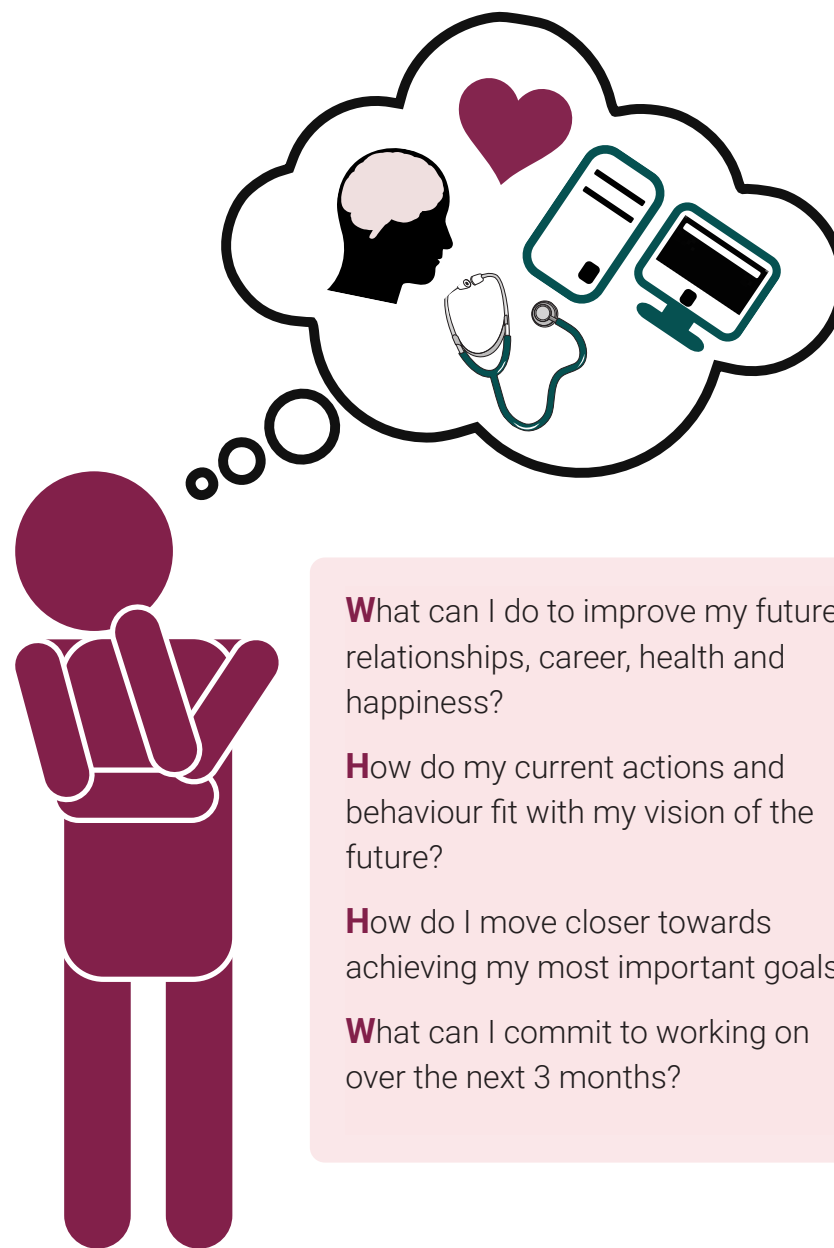 What can I do to improve my future
relationships, career, health and
happiness?
How do my current actions and
behaviour fit with my vision of the
future?
How do I move closer towards
achieving my most important goals
What can I commit to working on
over the next 3 months?